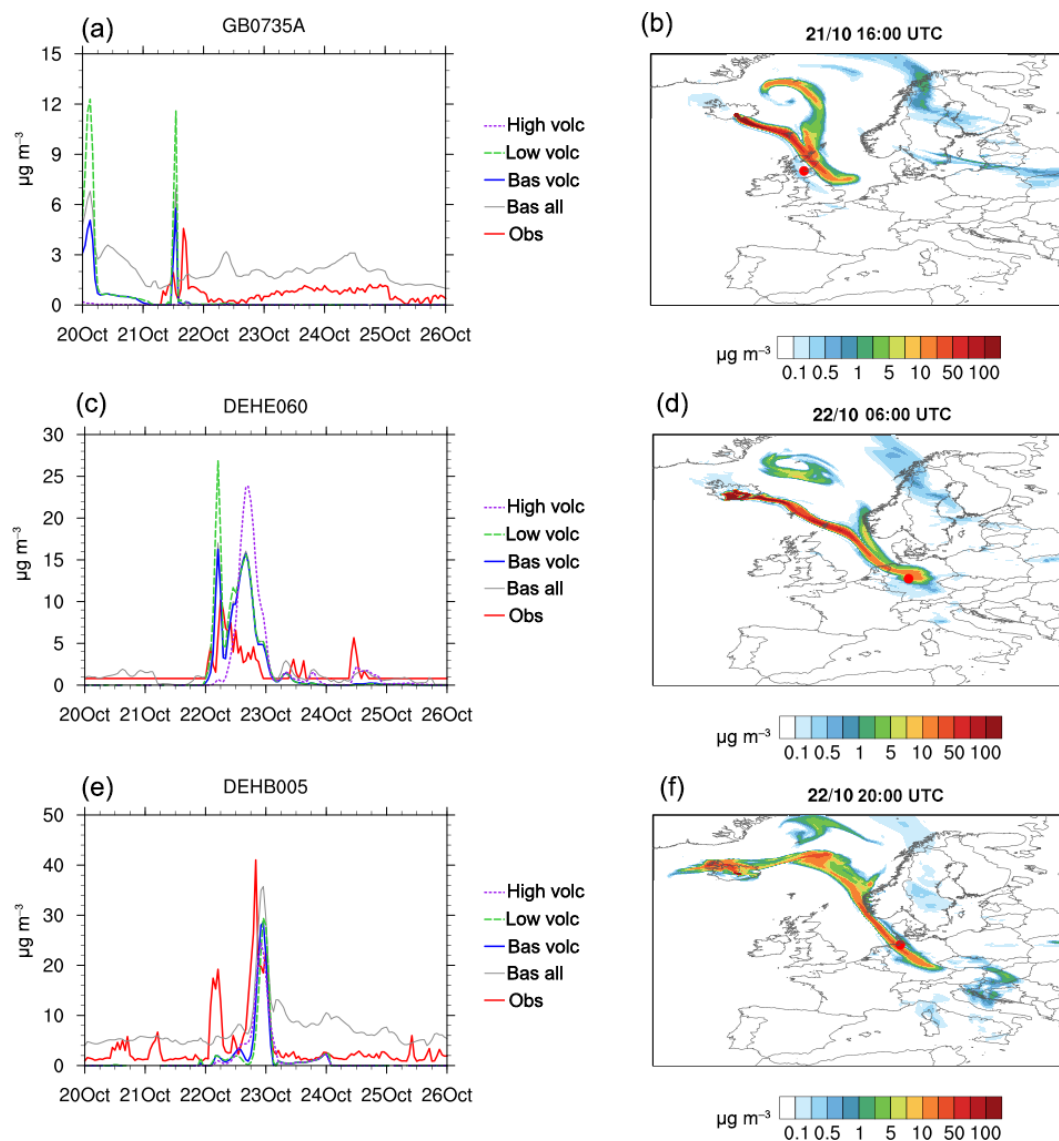 (a) GB0735A
µg m⁻³
15
12
9
6
3
0
20Oct 21Oct 22Oct 23Oct 24Oct 25Oct 26Oct
High volc
Low volc
Bas volc
Bas all
Obs
(b) 21/10 16:00 UTC
µg m⁻³
0.1 0.5 1 5 10 50 100
(c) DEHE060
µg m⁻³
30
25
20
15
10
5
0
20Oct 21Oct 22Oct 23Oct 24Oct 25Oct 26Oct
High volc
Low volc
Bas volc
Bas all
Obs
(d) 22/10 06:00 UTC
µg m⁻³
0.1 0.5 1 5 10 50 100
(e) DEHB005
µg m⁻³
50
40
30
20
10
0
20Oct 21Oct 22Oct 23Oct 24Oct 25Oct 26Oct
High volc
Low volc
Bas volc
Bas all
Obs
(f) 22/10 20:00 UTC
µg m⁻³
0.1 0.5 1 5 10 50 100